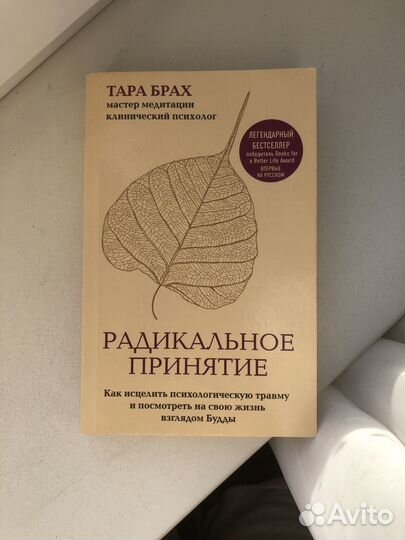 ТАРА БРАХ
мастер медитации
клинический психолог
ЛЕГЕНДАРНЫЙ
БЕСТСЕЛЛЕР
победитель Books for
a Better Life Award
ВПЕРВЫЕ
НА РУССКОМ
РАДИКАЛЬНОЕ
ПРИНЯТИЕ
Как исцелить психологическую травму
и посмотреть на свою жизнь
взглядом Будды
Avito